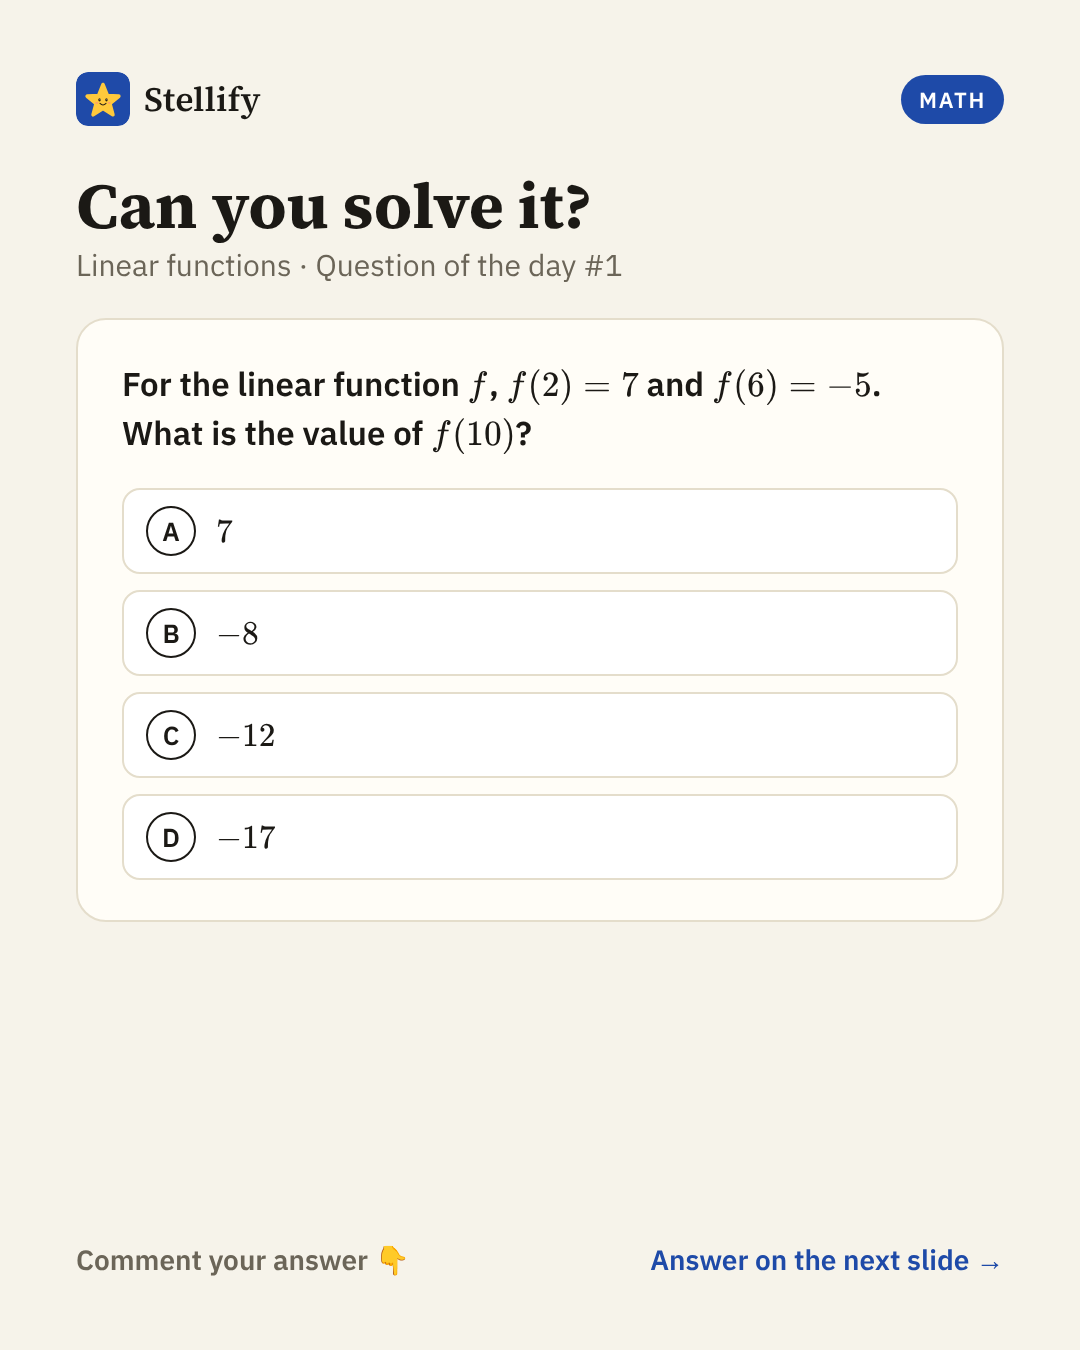 Stellify
MATH
Can you solve it?
Linear functions · Question of the day #1
For the linear function f, f(2) = 7 and f(6) = −5.
What is the value of f(10)?
A 7
B −8
C −12
D −17
Comment your answer 👇
Answer on the next slide →